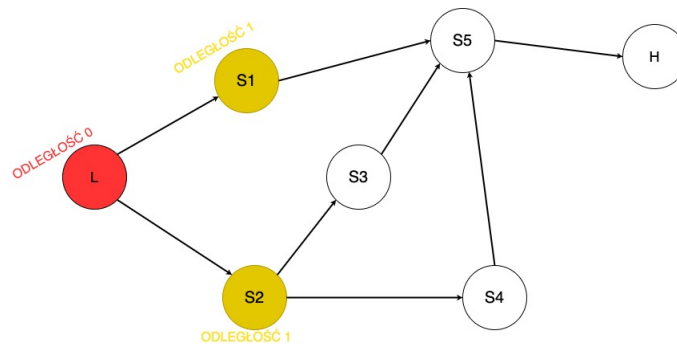 ODLEGŁOŚĆ 1
S1
S5
H
ODLEGŁOŚĆ 0
L
S3
S2
S4
ODLEGŁOŚĆ 1